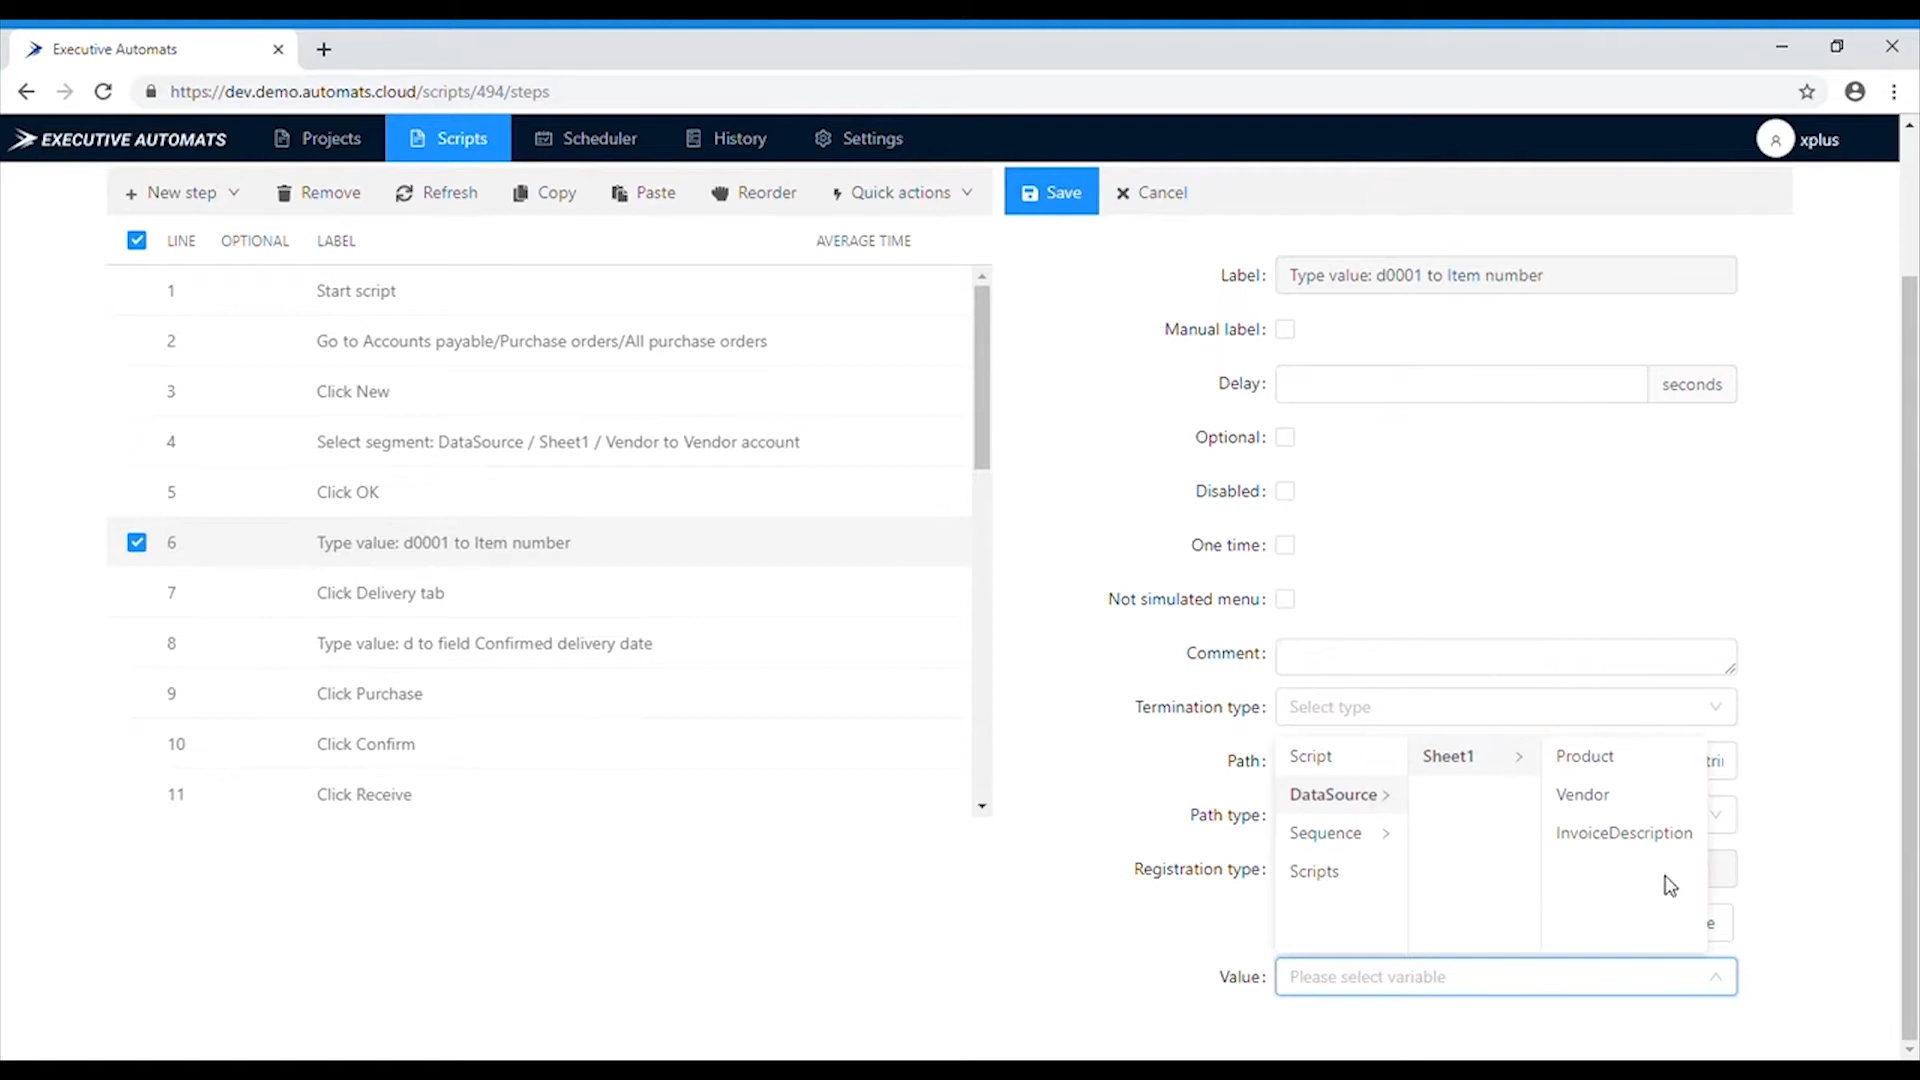 Executive Automats
https://dev.demo.automats.cloud/scripts/494/steps
EXECUTIVE AUTOMATS Projects Scripts Scheduler History Settings xplus
New step Remove Refresh Copy Paste Reorder Quick actions Save Cancel
LINE OPTIONAL LABEL AVERAGE TIME
1 Start script
2 Go to Accounts payable/Purchase orders/All purchase orders
3 Click New
4 Select segment: DataSource / Sheet1 / Vendor to Vendor account
5 Click OK
6 Type value: d0001 to Item number
7 Click Delivery tab
8 Type value: d to field Confirmed delivery date
9 Click Purchase
10 Click Confirm
11 Click Receive
Label: Type value: d0001 to Item number
Manual label:
Delay: seconds
Optional:
Disabled:
One time:
Not simulated menu:
Comment:
Termination type: Select type
Path:
Path type:
Registration type:
Script
DataSource
Sequence
Scripts
Sheet1
Product
Vendor
InvoiceDescription
Value: Please select variable